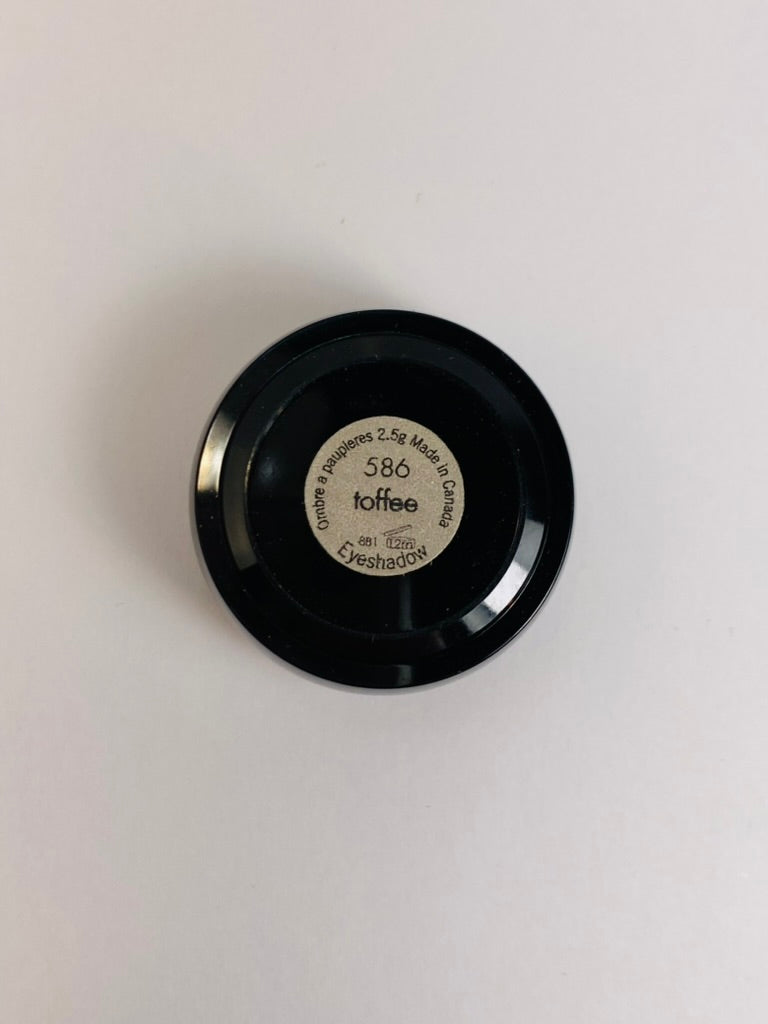 Ombre a paupieres 2.5g Made in Canada
586
toffee
881 12m
Eyeshadow